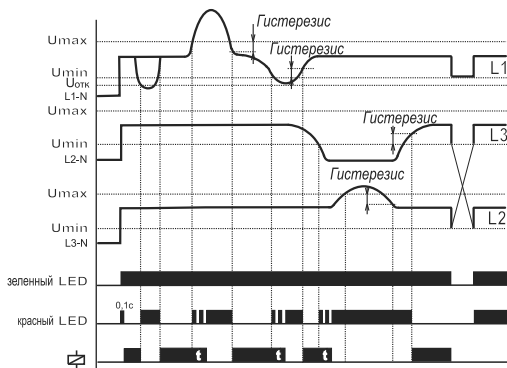 Гистерезис
Umax
Гистерезис
Umin
Uотк
L1
L1-N
Umax
Гистерезис
L3
Umin
L2-N
Гистерезис
Umax
L2
Umin
L3-N
зеленный LED
0,1с
красный LED
t t t